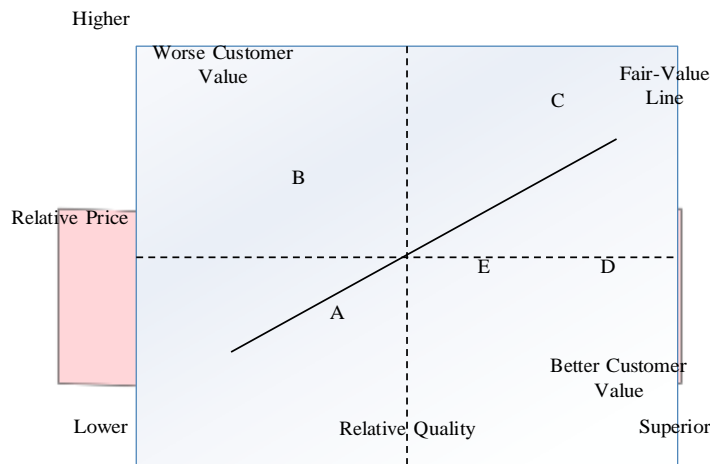 Higher
Worse Customer
Value
Fair-Value
Line
C
B
Relative Price
E
D
A
Better Customer
Value
Lower
Relative Quality
Superior